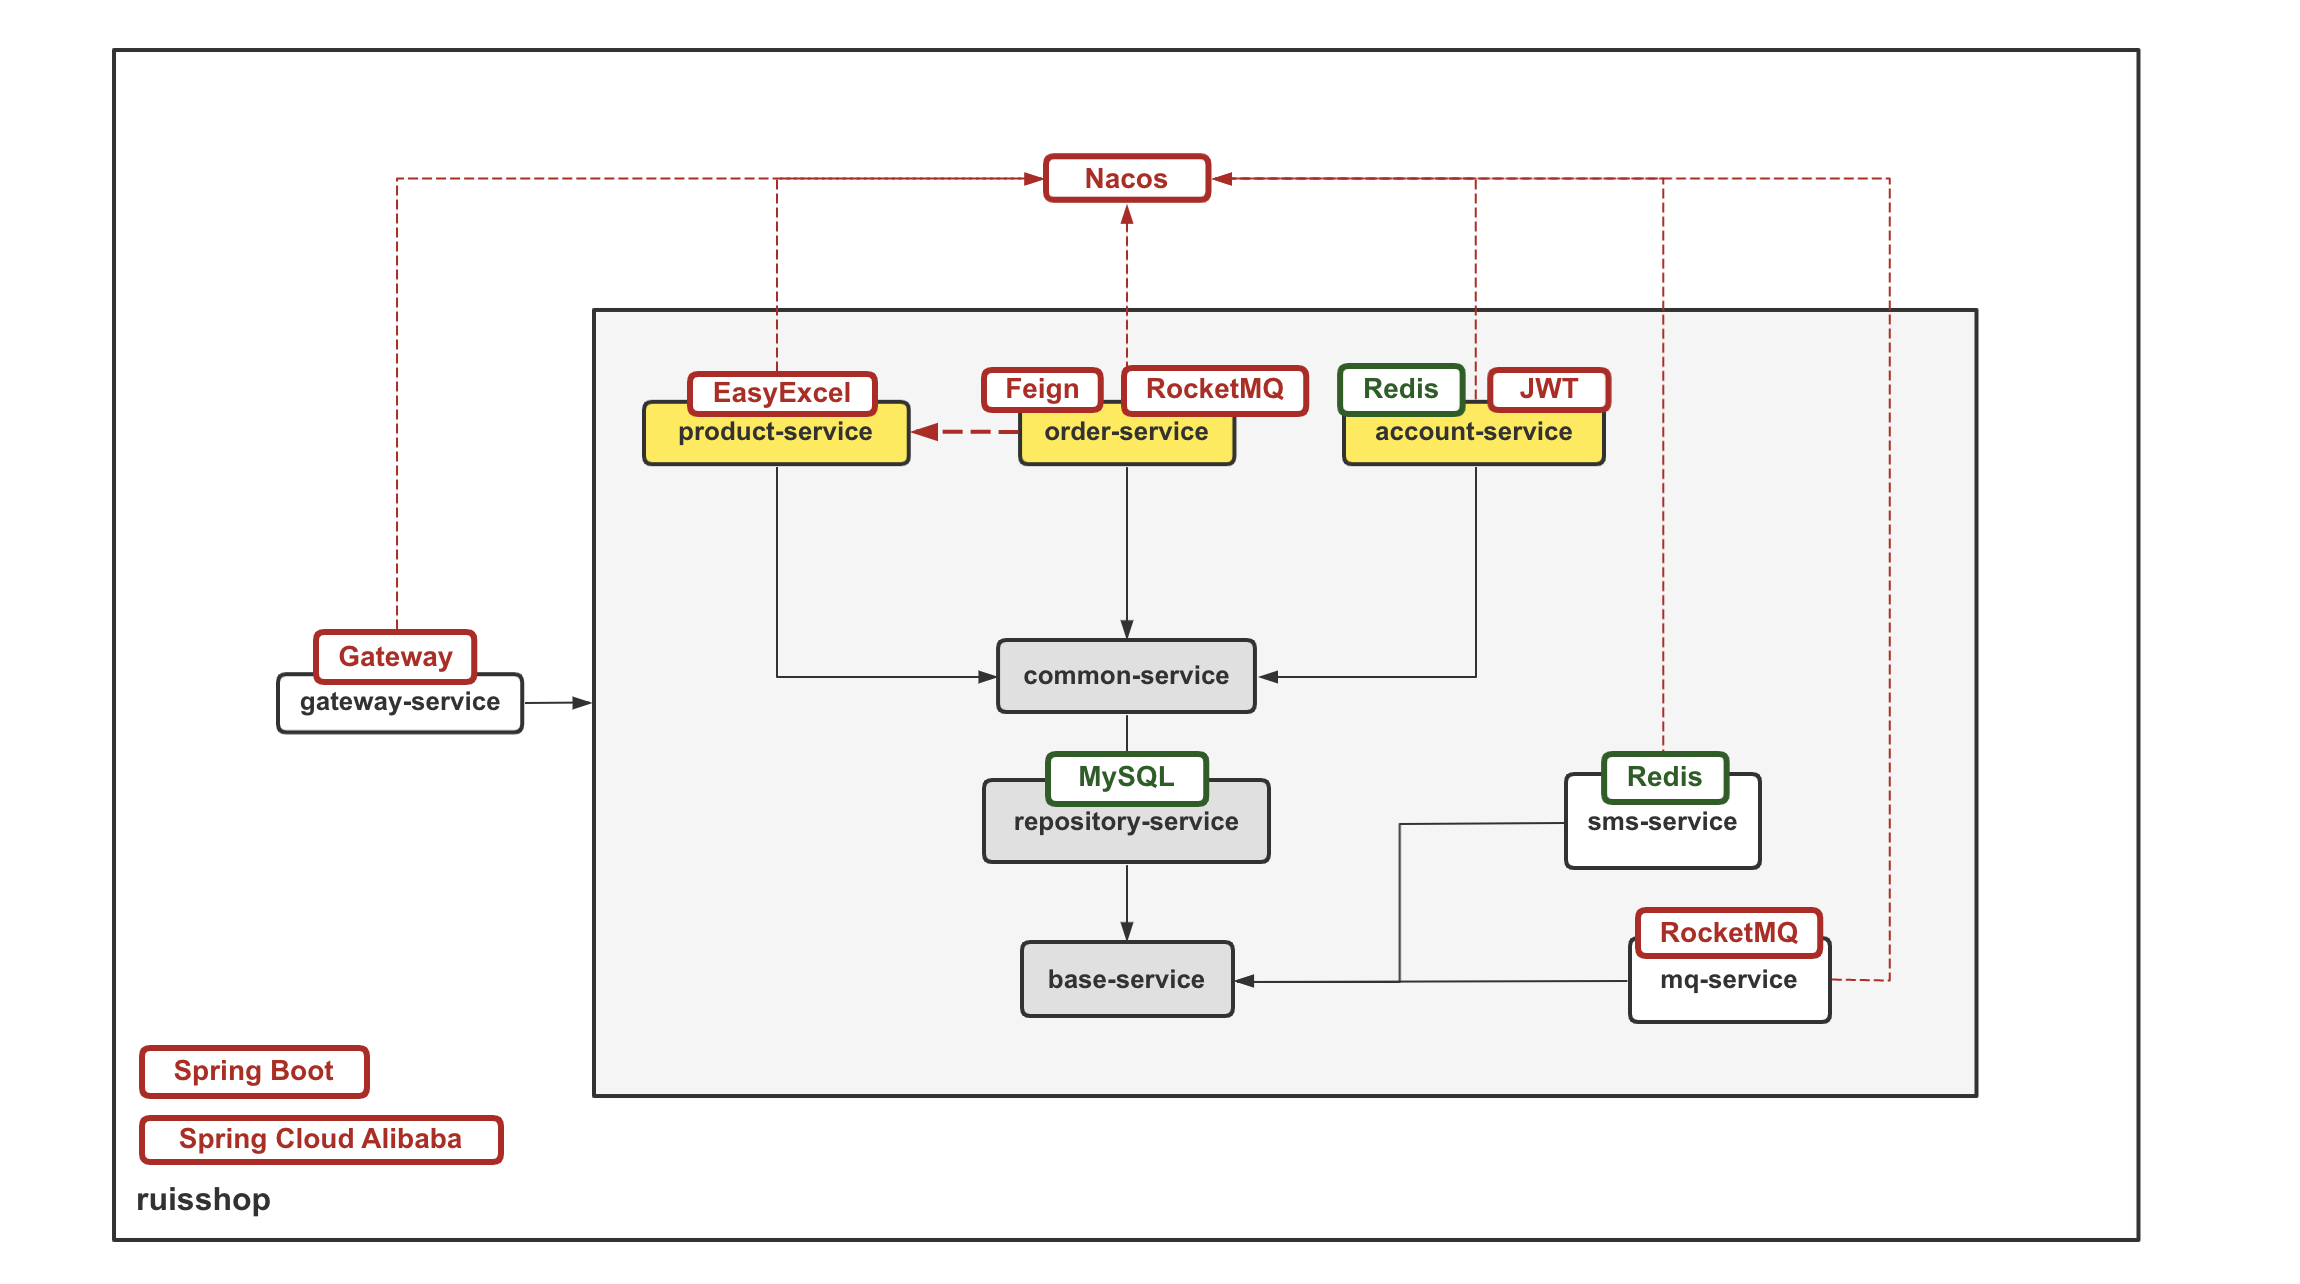 Nacos
EasyExcel
product-service
Feign
RocketMQ
order-service
Redis
JWT
account-service
Gateway
gateway-service
common-service
MySQL
repository-service
Redis
sms-service
RocketMQ
mq-service
base-service
Spring Boot
Spring Cloud Alibaba
ruisshop